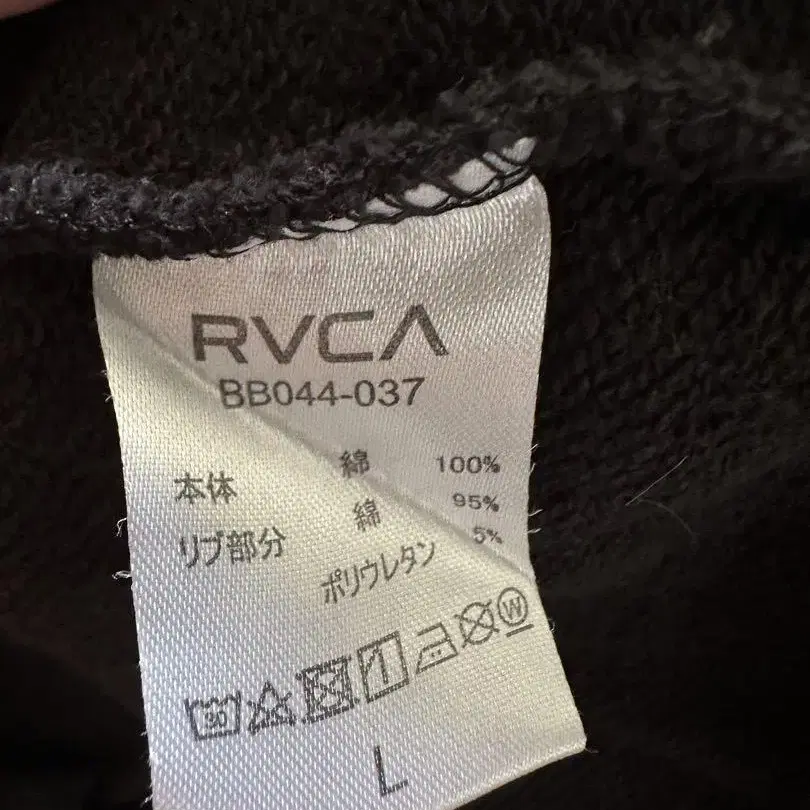 RVCA
BB044-037
本体 綿 100%
リブ部分 綿 95%
ポリウレタン 5%
30 W
L